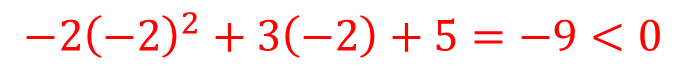 −2(−2)² + 3(−2) + 5 = −9 < 0